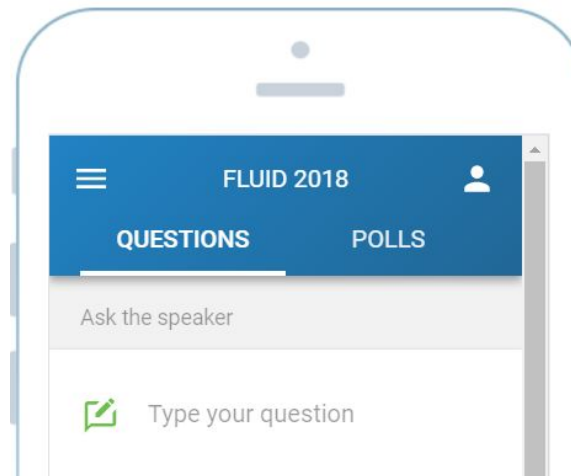 FLUID 2018
QUESTIONS POLLS
Ask the speaker
Type your question